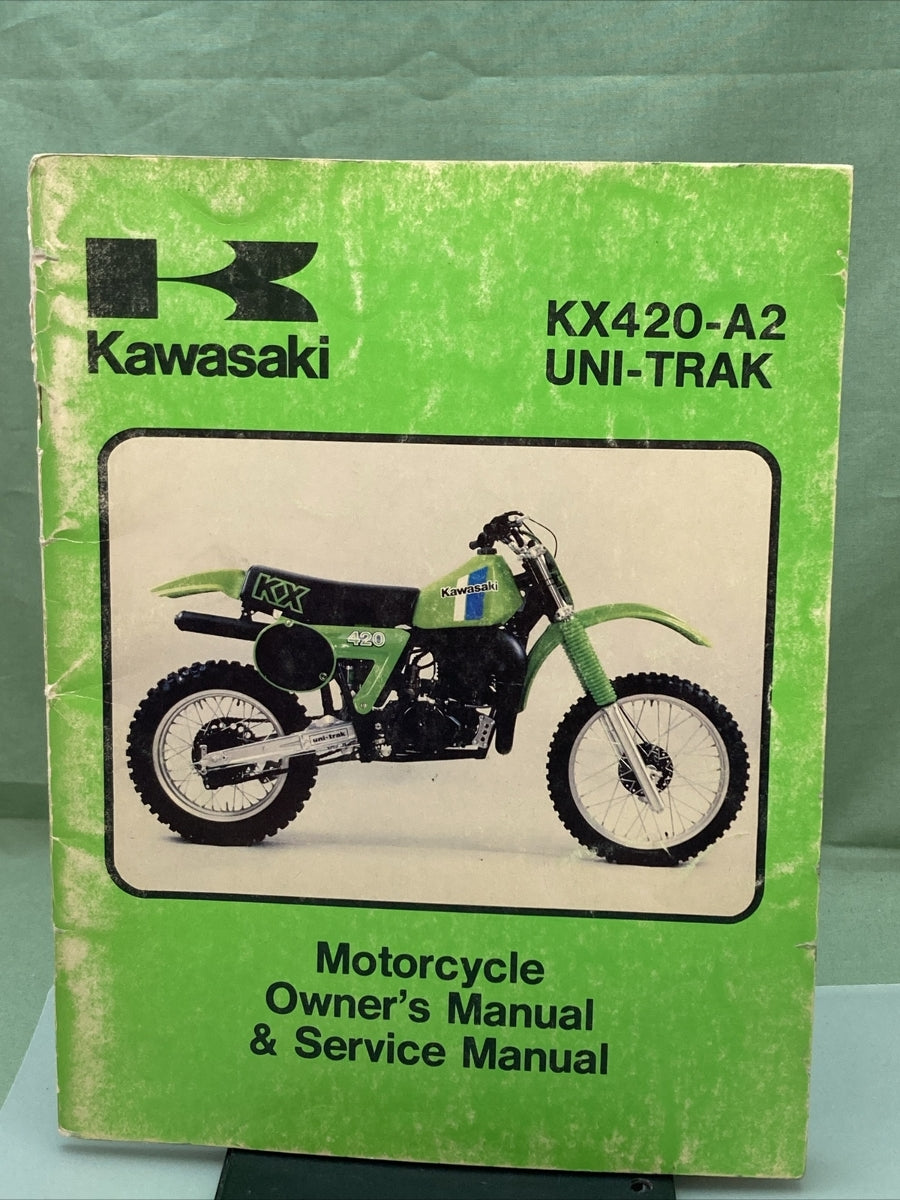 Kawasaki
KX420-A2
UNI-TRAK
KX
Kawasaki
420
uni-trak
Motorcycle
Owner's Manual
& Service Manual